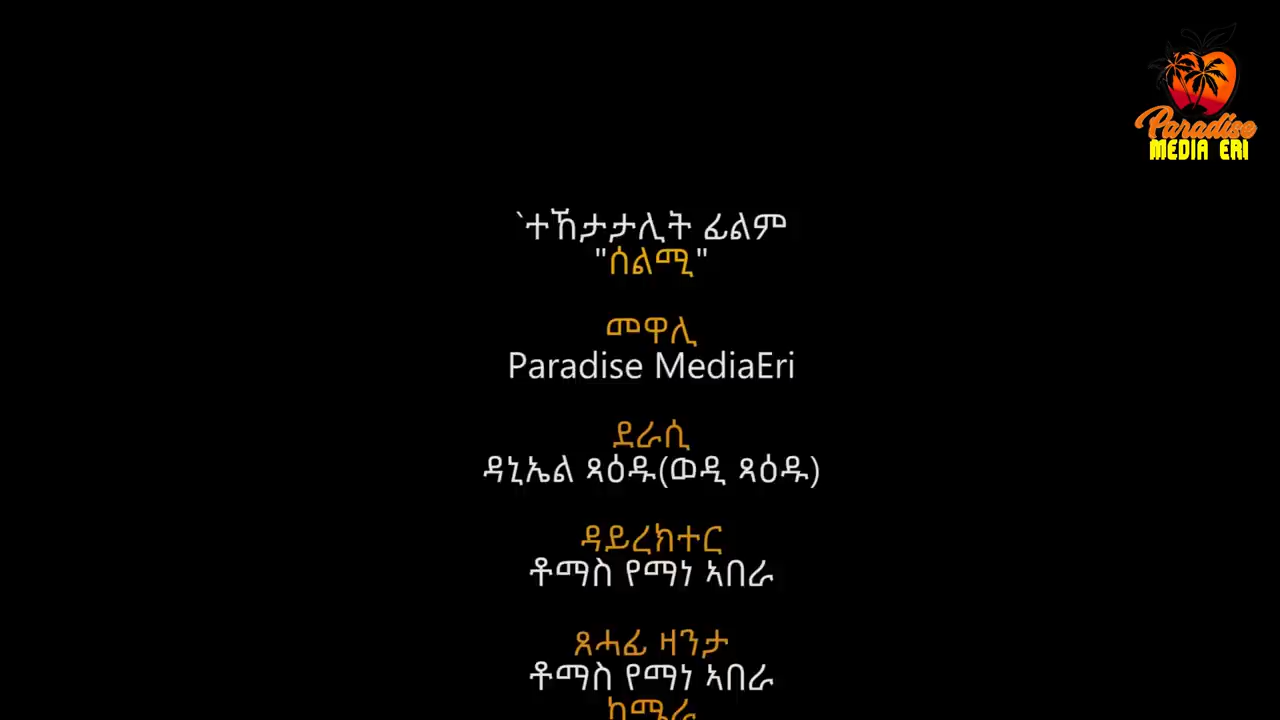 Paradise
MEDIA ERI
`ተኸታታሊት ፊልም
"ሰልሚ"
መዋሊ
Paradise MediaEri
ደራሲ
ዳኒኤል ጻዕዱ(ወዲ ጻዕዱ)
ዳይረክተር
ቶማስ የማነ ኣበራ
ጸሓፊ ዛንታ
ቶማስ የማነ ኣበራ
ከሜራ